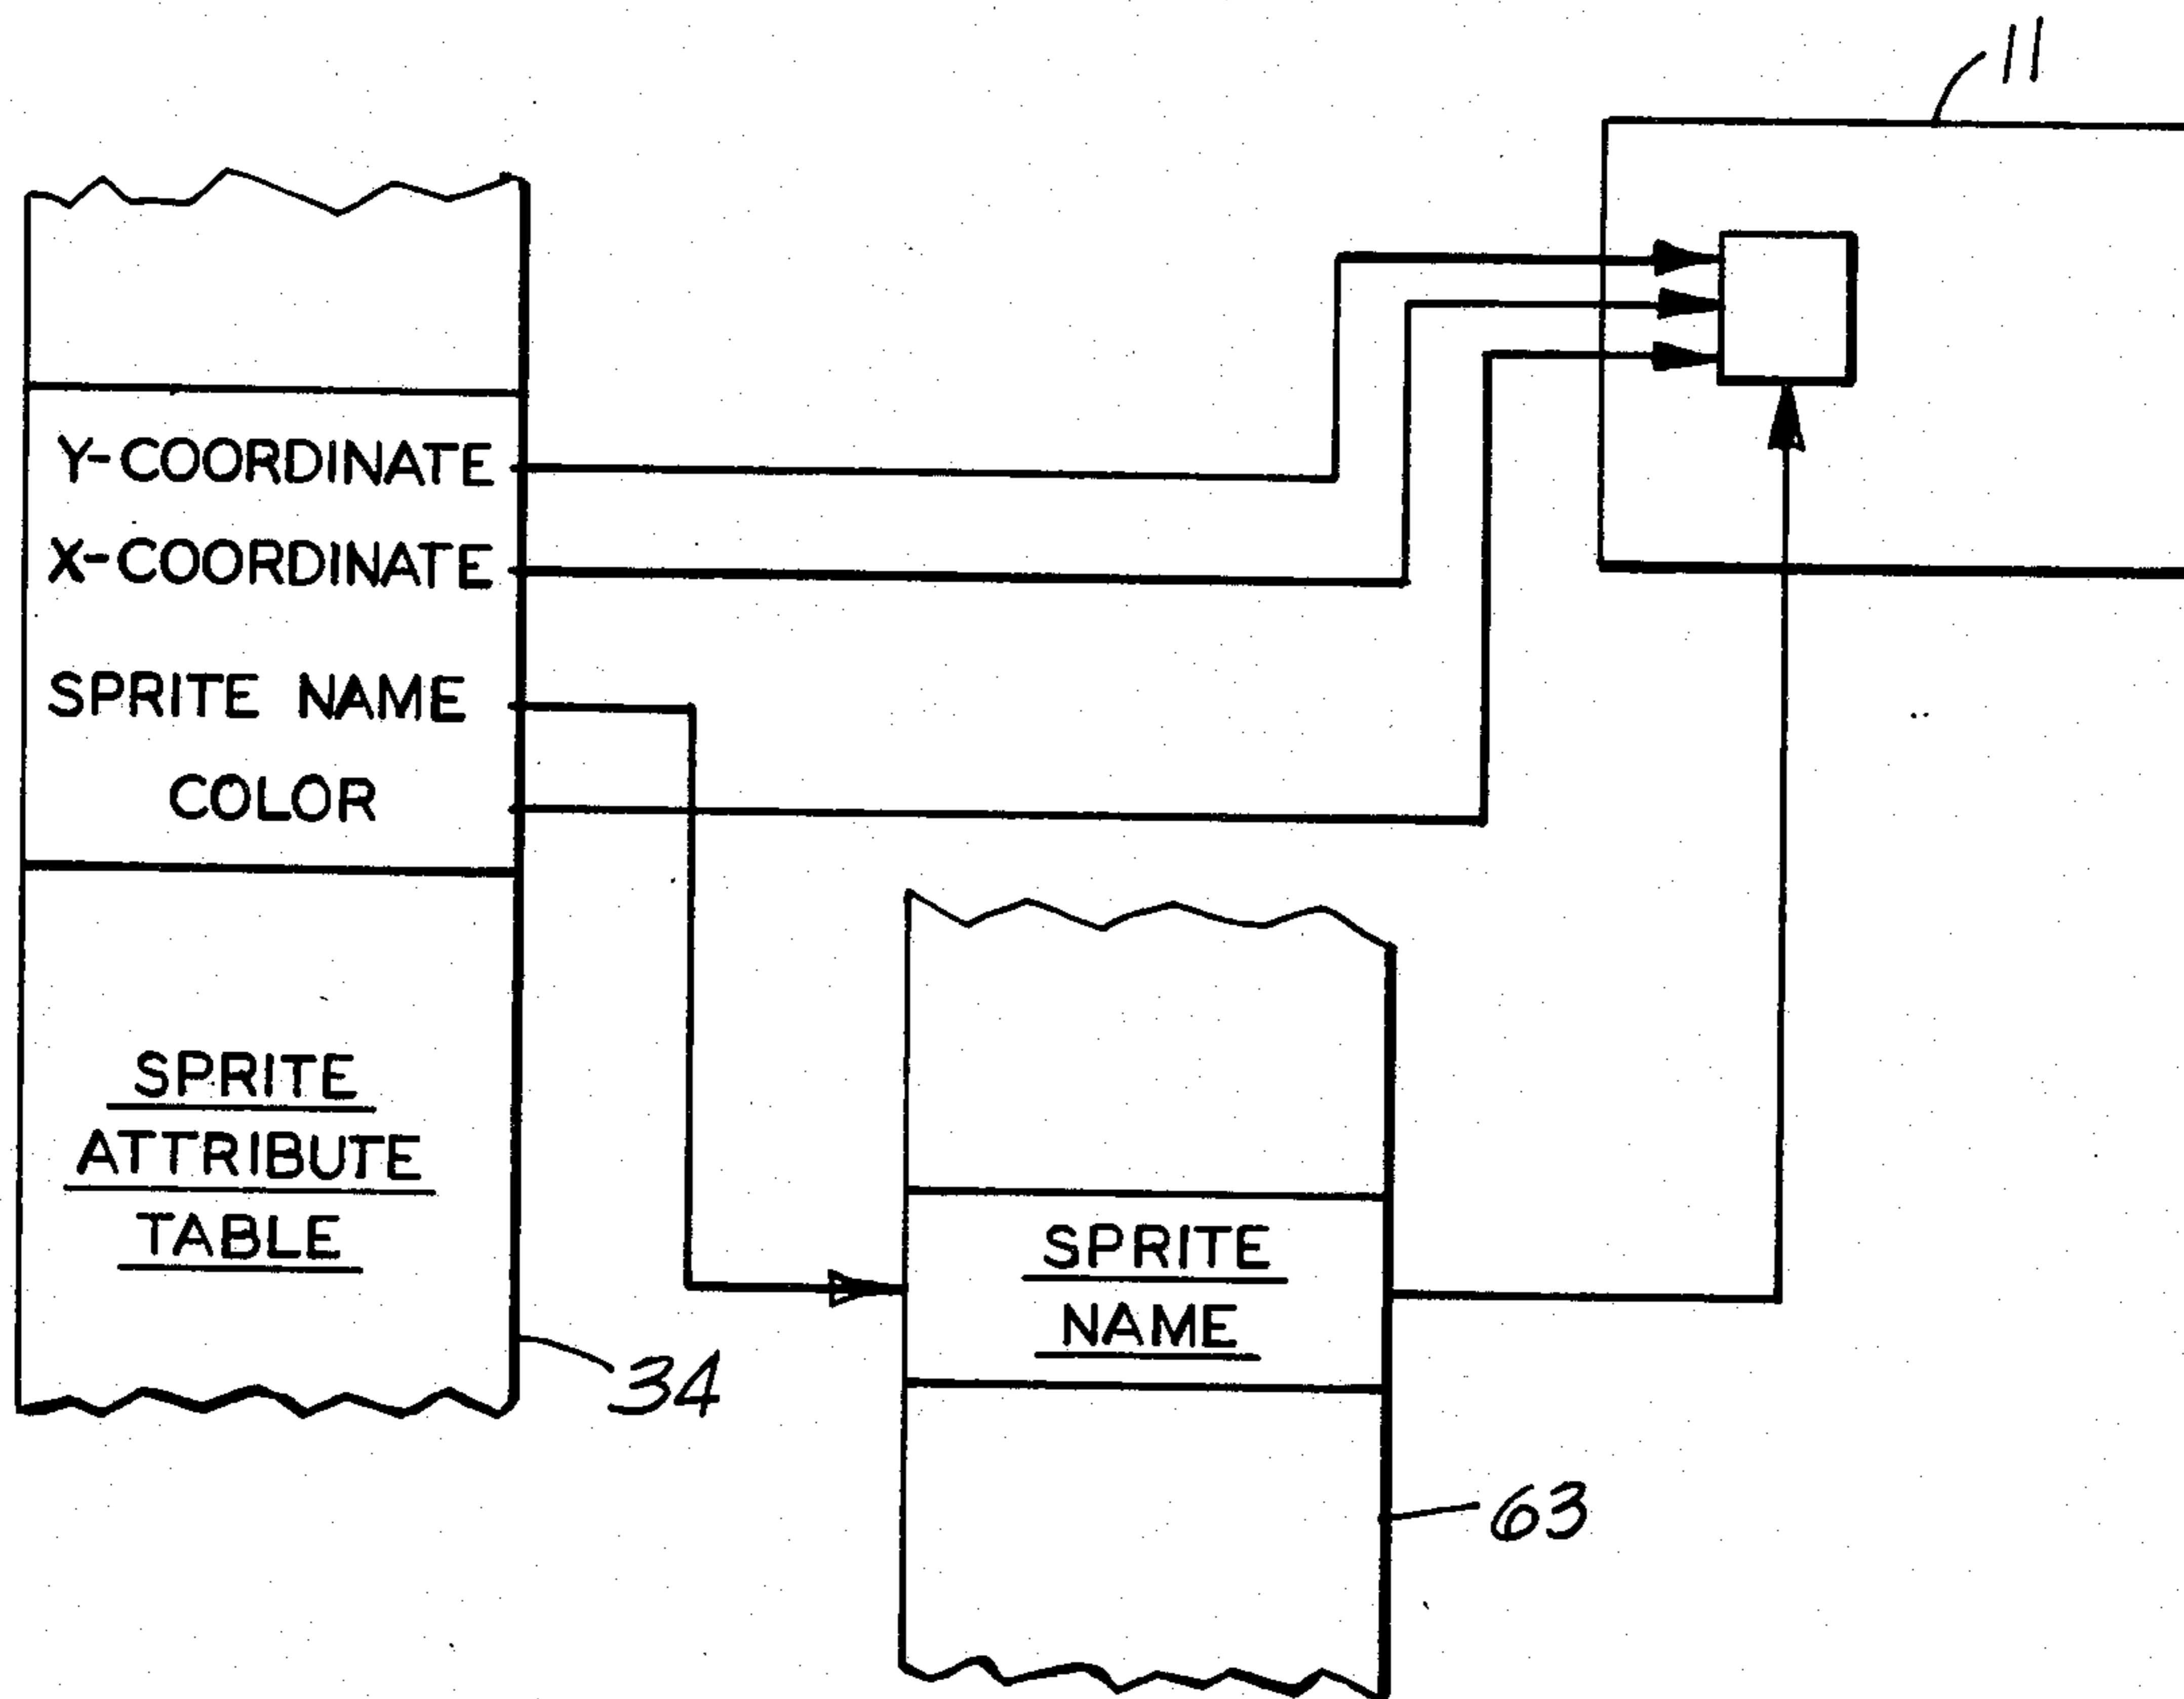 11
Y-COORDINATE
X-COORDINATE
SPRITE NAME
COLOR
SPRITE
ATTRIBUTE
TABLE
34
SPRITE
NAME
63